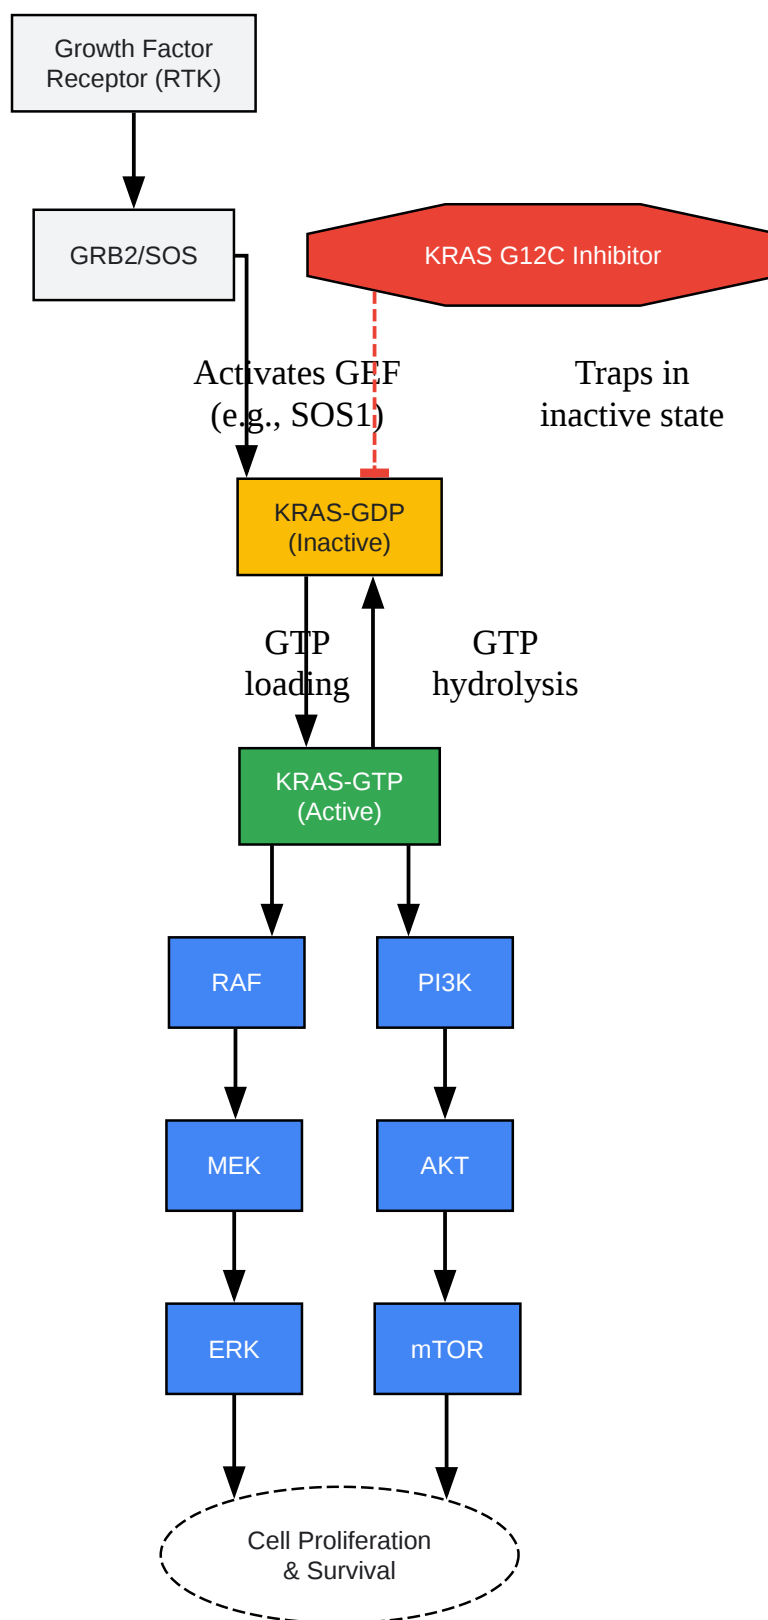 Growth Factor
Receptor (RTK)
GRB2/SOS
KRAS G12C Inhibitor
Activates GEF
(e.g., SOS1)
Traps in
inactive state
KRAS-GDP
(Inactive)
GTP
loading
GTP
hydrolysis
KRAS-GTP
(Active)
RAF
PI3K
MEK
AKT
ERK
mTOR
Cell Proliferation
& Survival